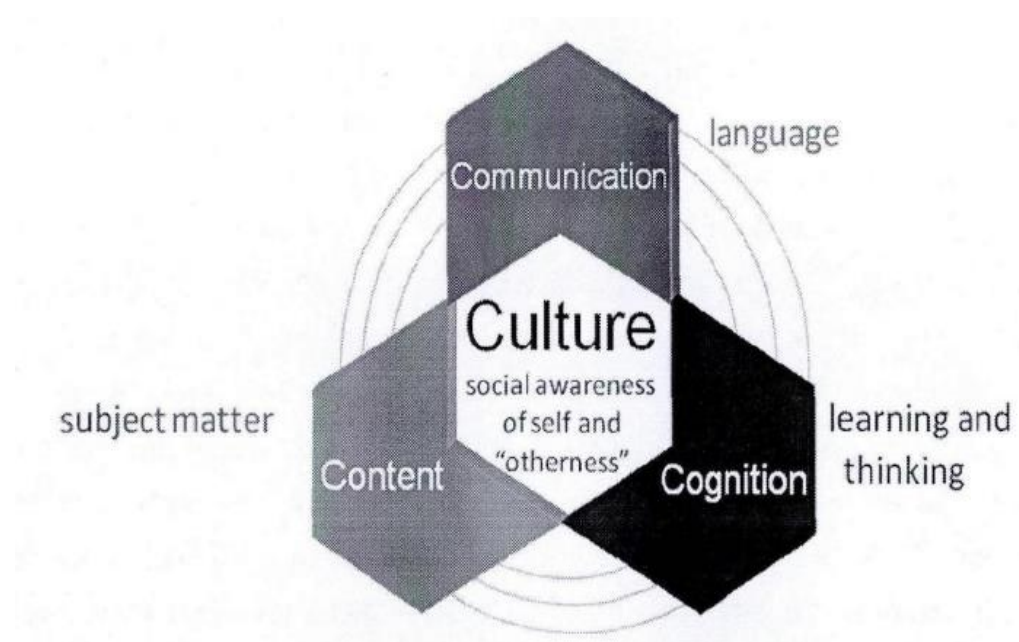 language
Communication
Culture
social awareness
of self and
"otherness"
subject matter
Content
Cognition
learning and
thinking